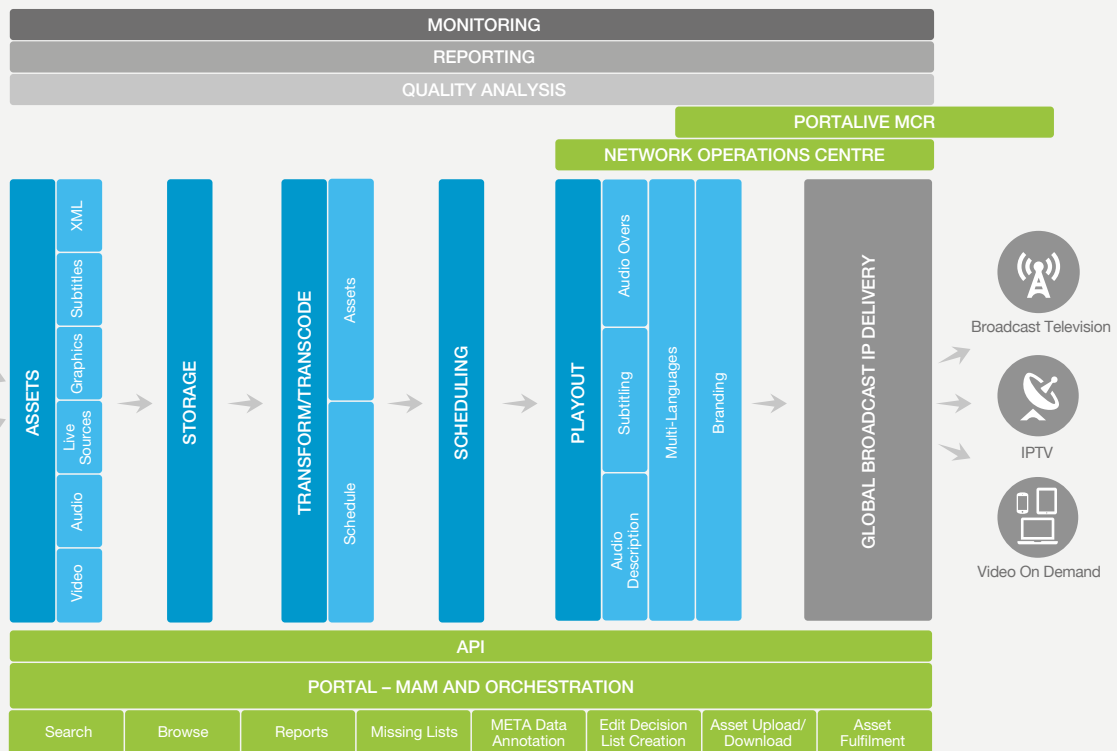 MONITORING
REPORTING
QUALITY ANALYSIS
PORTALIVE MCR
NETWORK OPERATIONS CENTRE
ASSETS
XML
Subtitles
Graphics
Live
Sources
Audio
Video
STORAGE
TRANSFORM/TRANSCODE
Assets
Schedule
SCHEDULING
PLAYOUT
Audio Overs
Subtitling
Audio
Description
Multi-Languages
Branding
GLOBAL BROADCAST IP DELIVERY
Broadcast Television
IPTV
Video On Demand
API
PORTAL – MAM AND ORCHESTRATION
Search
Browse
Reports
Missing Lists
META Data
Annotation
Edit Decision
List Creation
Asset Upload/
Download
Asset
Fulfilment